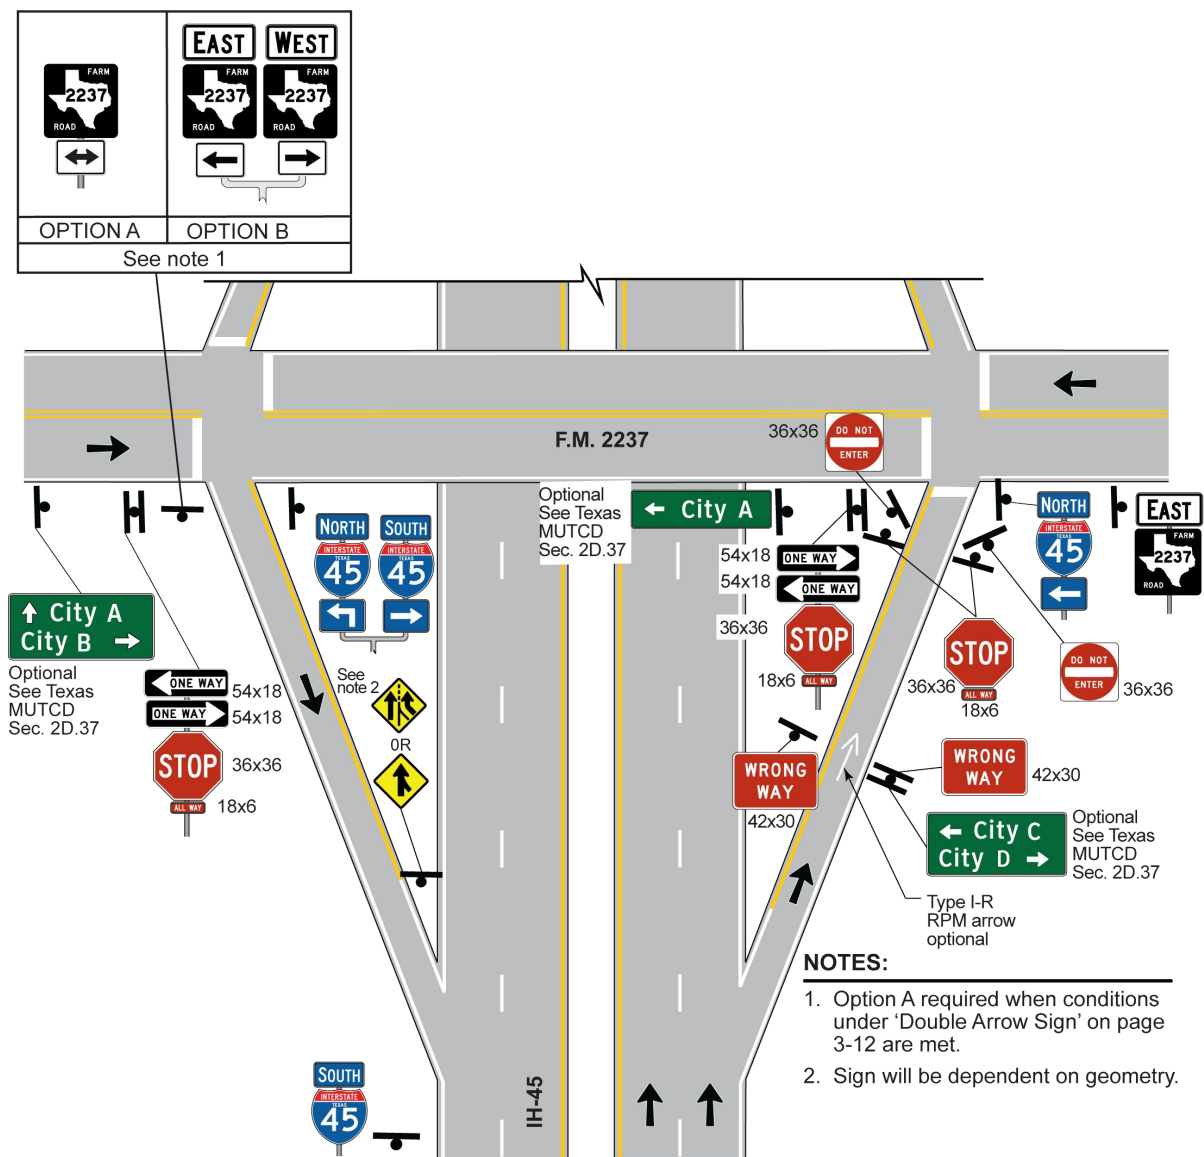 FARM
2237
ROAD
EAST
WEST
FARM
2237
ROAD
FARM
2237
ROAD
OPTION A
OPTION B
See note 1
F.M. 2237
36x36
DO NOT
ENTER
City A
City B
Optional
See Texas
MUTCD
Sec. 2D.37
ONE WAY
54x18
ONE WAY
54x18
STOP
36x36
ALL WAY
18x6
NORTH
INTERSTATE
TEXAS
45
SOUTH
INTERSTATE
TEXAS
45
See
note 2
OR
Optional
See Texas
MUTCD
Sec. 2D.37
City A
54x18
ONE WAY
54x18
ONE WAY
36x36
STOP
18x6
ALL WAY
STOP
36x36
ALL WAY
18x6
NORTH
INTERSTATE
TEXAS
45
EAST
FARM
2237
ROAD
DO NOT
ENTER
36x36
WRONG
WAY
42x30
WRONG
WAY
42x30
City C
City D
Optional
See Texas
MUTCD
Sec. 2D.37
Type I-R
RPM arrow
optional
NOTES:
1. Option A required when conditions
under ‘Double Arrow Sign’ on page
3-12 are met.
2. Sign will be dependent on geometry.
SOUTH
INTERSTATE
TEXAS
45
IH-45